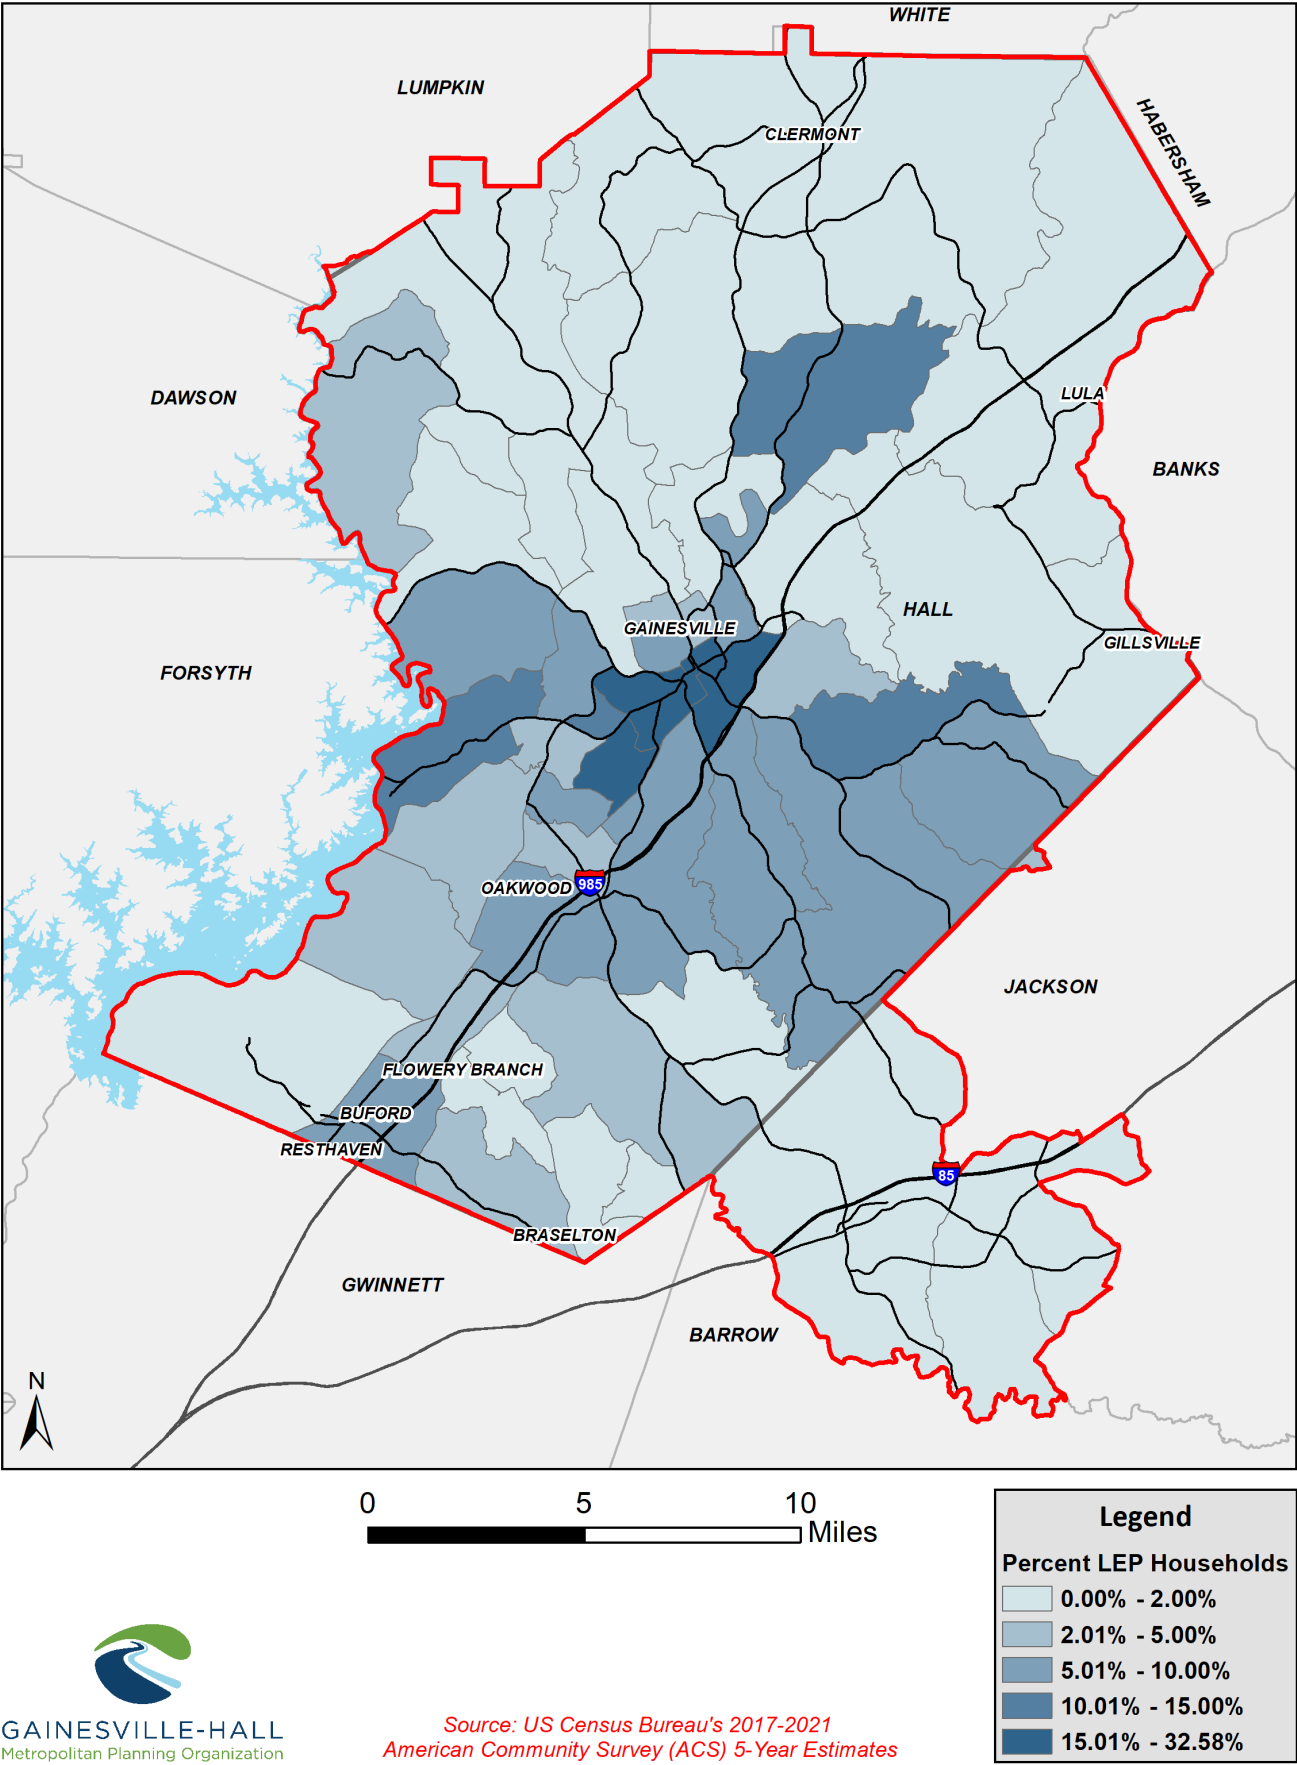 WHITE
LUMPKIN
HABERSHAM
CLERMONT
DAWSON
LULA
BANKS
HALL
GAINESVILLE
GILLSVILLE
FORSYTH
OAKWOOD
985
JACKSON
FLOWERY BRANCH
BUFORD
RESTHAVEN
85
BRASELTON
GWINNETT
BARROW
N
0 5 10
Miles
Legend
Percent LEP Households
0.00% - 2.00%
2.01% - 5.00%
5.01% - 10.00%
10.01% - 15.00%
15.01% - 32.58%
GAINESVILLE-HALL
Metropolitan Planning Organization
Source: US Census Bureau's 2017-2021
American Community Survey (ACS) 5-Year Estimates